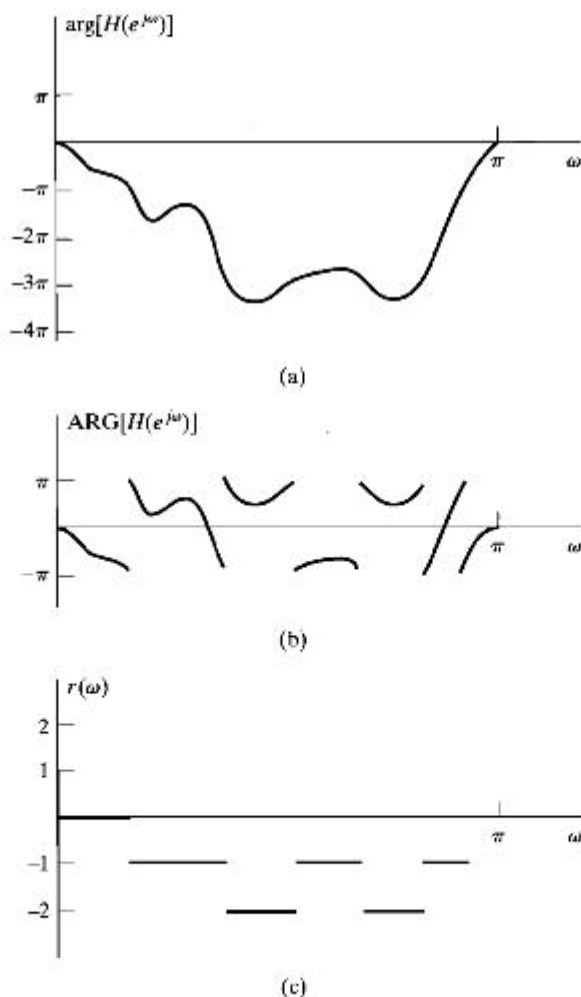 arg[H(e^{jω})]
π
π
ω
−π
−2π
−3π
−4π
(a)
ARG[H(e^{jω})]
π
π
ω
−π
(b)
r(ω)
2
1
π
ω
−1
−2
(c)